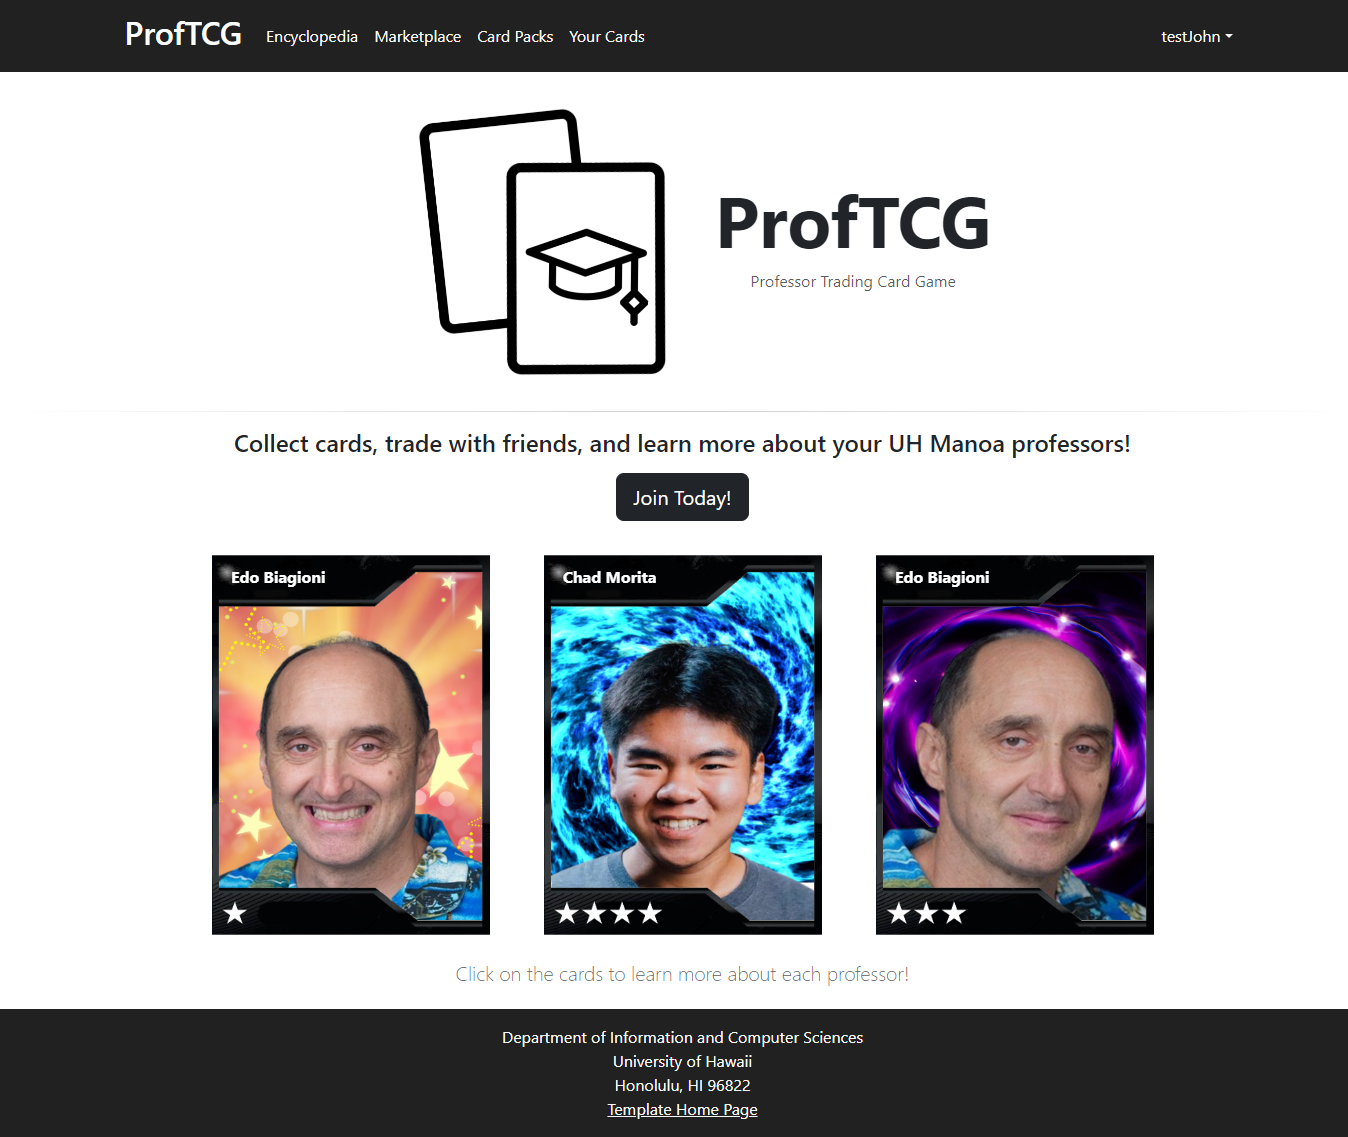 ProfTCG Encyclopedia Marketplace Card Packs Your Cards testJohn
ProfTCG
Professor Trading Card Game
Collect cards, trade with friends, and learn more about your UH Manoa professors!
Join Today!
Edo Biagioni
Chad Morita
Edo Biagioni
Click on the cards to learn more about each professor!
Department of Information and Computer Sciences
University of Hawaii
Honolulu, HI 96822
Template Home Page